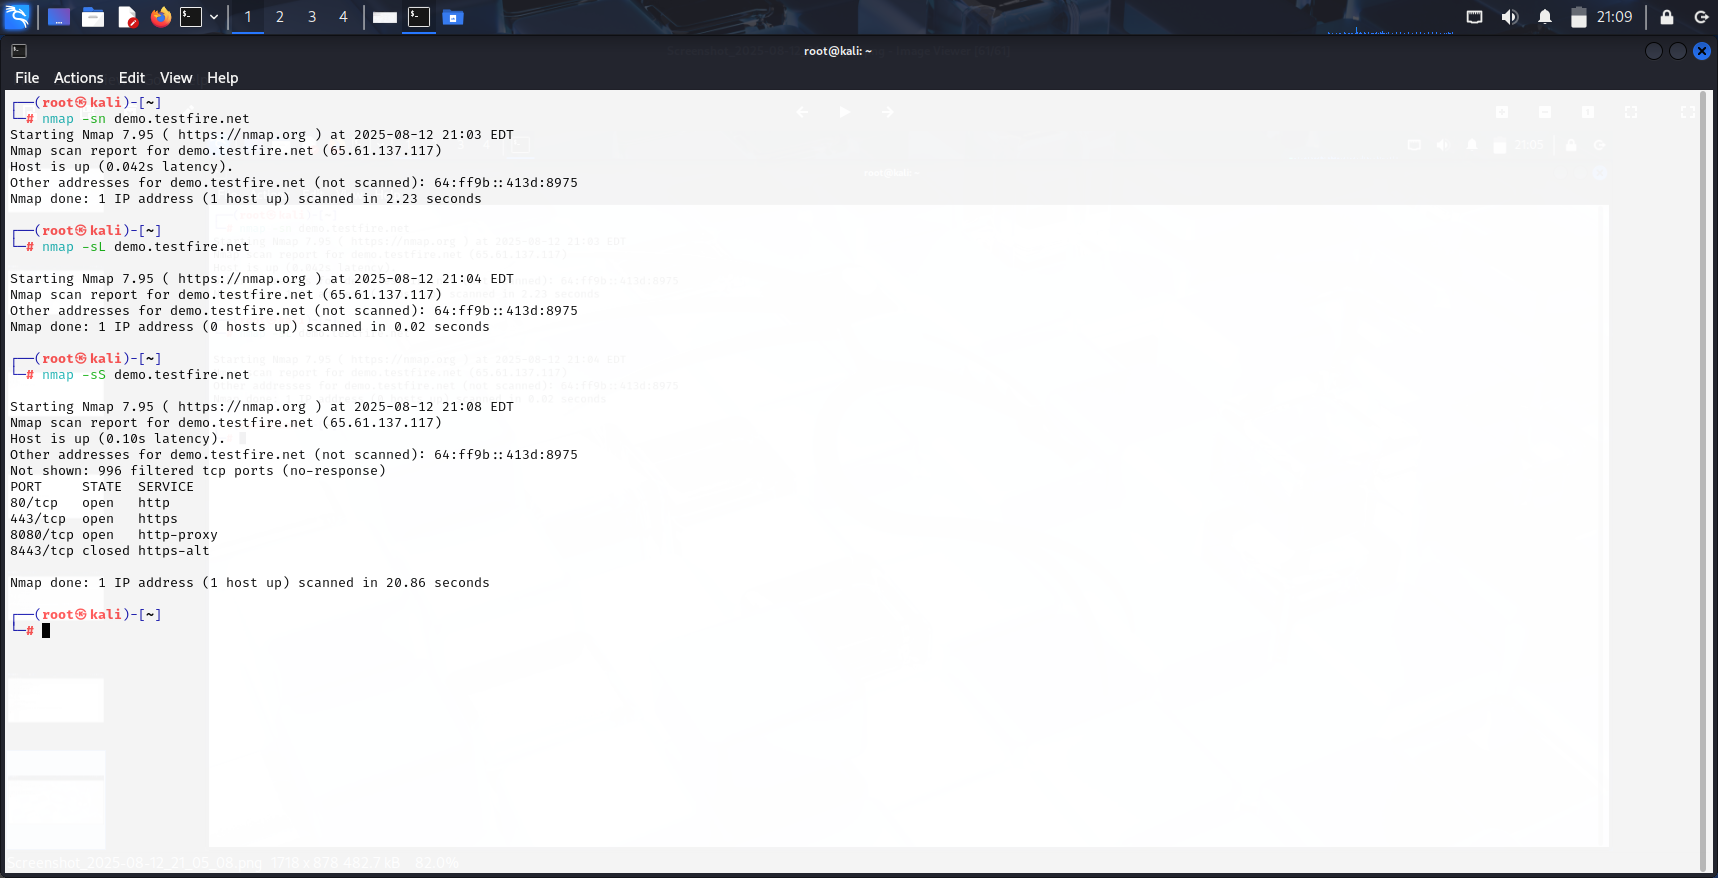 1 2 3 4
21:09
root@kali: ~
File Actions Edit View Help
┌──(root㉿kali)-[~]
└─# nmap -sn demo.testfire.net
Starting Nmap 7.95 ( https://nmap.org ) at 2025-08-12 21:03 EDT
Nmap scan report for demo.testfire.net (65.61.137.117)
Host is up (0.042s latency).
Other addresses for demo.testfire.net (not scanned): 64:ff9b::413d:8975
Nmap done: 1 IP address (1 host up) scanned in 2.23 seconds
┌──(root㉿kali)-[~]
└─# nmap -sL demo.testfire.net
Starting Nmap 7.95 ( https://nmap.org ) at 2025-08-12 21:04 EDT
Nmap scan report for demo.testfire.net (65.61.137.117)
Other addresses for demo.testfire.net (not scanned): 64:ff9b::413d:8975
Nmap done: 1 IP address (0 hosts up) scanned in 0.02 seconds
┌──(root㉿kali)-[~]
└─# nmap -sS demo.testfire.net
Starting Nmap 7.95 ( https://nmap.org ) at 2025-08-12 21:08 EDT
Nmap scan report for demo.testfire.net (65.61.137.117)
Host is up (0.10s latency).
Other addresses for demo.testfire.net (not scanned): 64:ff9b::413d:8975
Not shown: 996 filtered tcp ports (no-response)
PORT     STATE  SERVICE
80/tcp   open   http
443/tcp  open   https
8080/tcp open   http-proxy
8443/tcp closed https-alt
Nmap done: 1 IP address (1 host up) scanned in 20.86 seconds
┌──(root㉿kali)-[~]
└─#
Screenshot_2025-08-12_21_05_08.png 1718 x 878 482.7 kB 82.0%